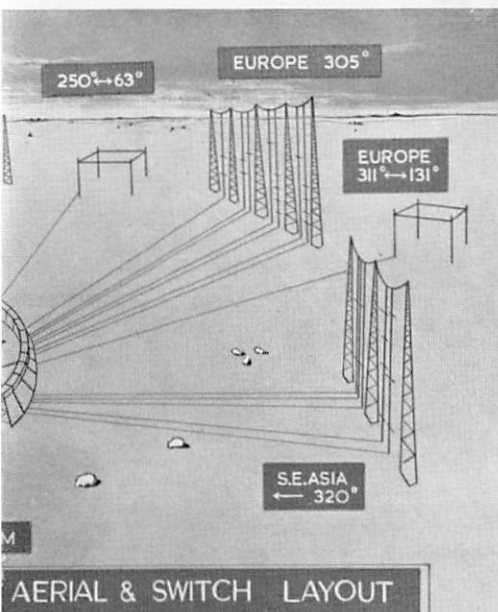 EUROPE 305°
250°↔63°
EUROPE
311°↔131°
S.E.ASIA
← 320°
M
AERIAL & SWITCH LAYOUT